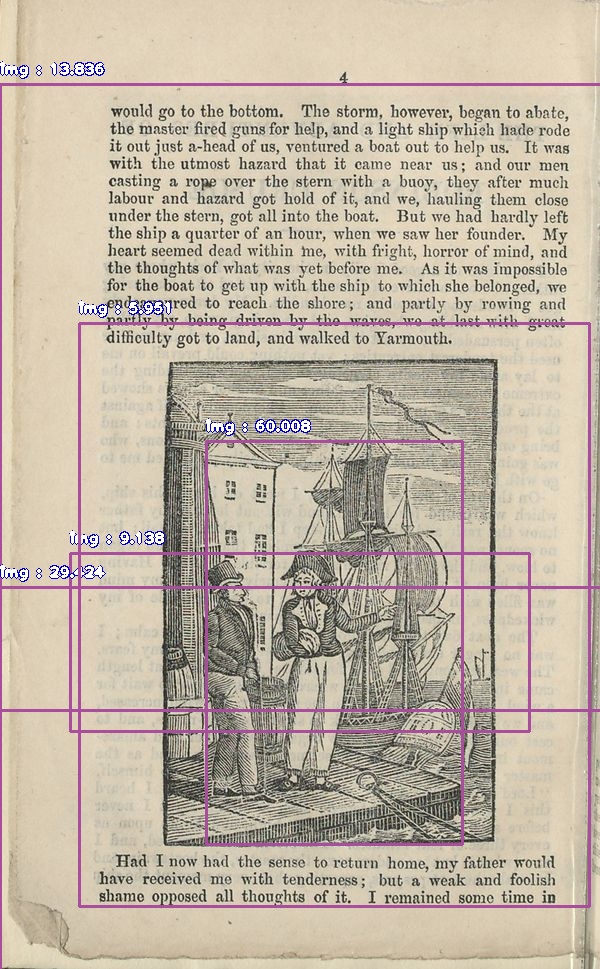 4
would go to the bottom. The storm, however, began to abate,
the master fired guns for help, and a light ship which hade rode
it out just a-head of us, ventured a boat out to help us. It was
with the utmost hazard that it came near us; and our men
casting a rope over the stern with a buoy, they after much
labour and hazard got hold of it, and we, hauling them close
under the stern, got all into the boat. But we had hardly left
the ship a quarter of an hour, when we saw her founder. My
heart seemed dead within me, with fright, horror of mind, and
the thoughts of what was yet before me. As it was impossible
for the boat to get up with the ship to which she belonged, we
endeavoured to reach the shore; and partly by rowing and
partly by being driven by the waves, we at last with great
difficulty got to land, and walked to Yarmouth.
Had I now had the sense to return home, my father would
have received me with tenderness; but a weak and foolish
shame opposed all thoughts of it. I remained some time in
img : 13.836
img : 5.951
img : 60.008
img : 9.138
img : 29.424